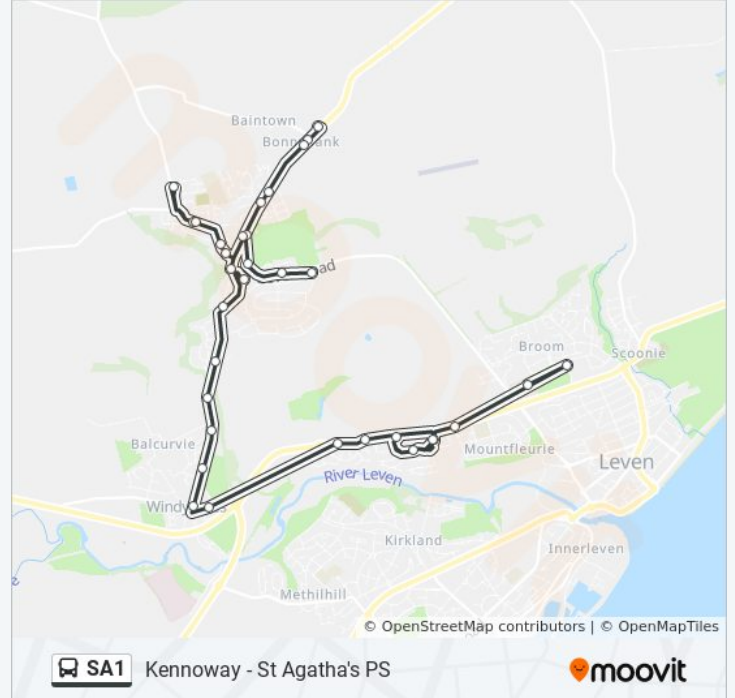 Baintown
Broom
Scoonie
Balcurvie
Mountfleurie
Leven
River Leven
Kirkland
Innerleven
Methilhill
© OpenStreetMap contributors | © OpenMapTiles
SA1 Kennoway - St Agatha's PS moovit